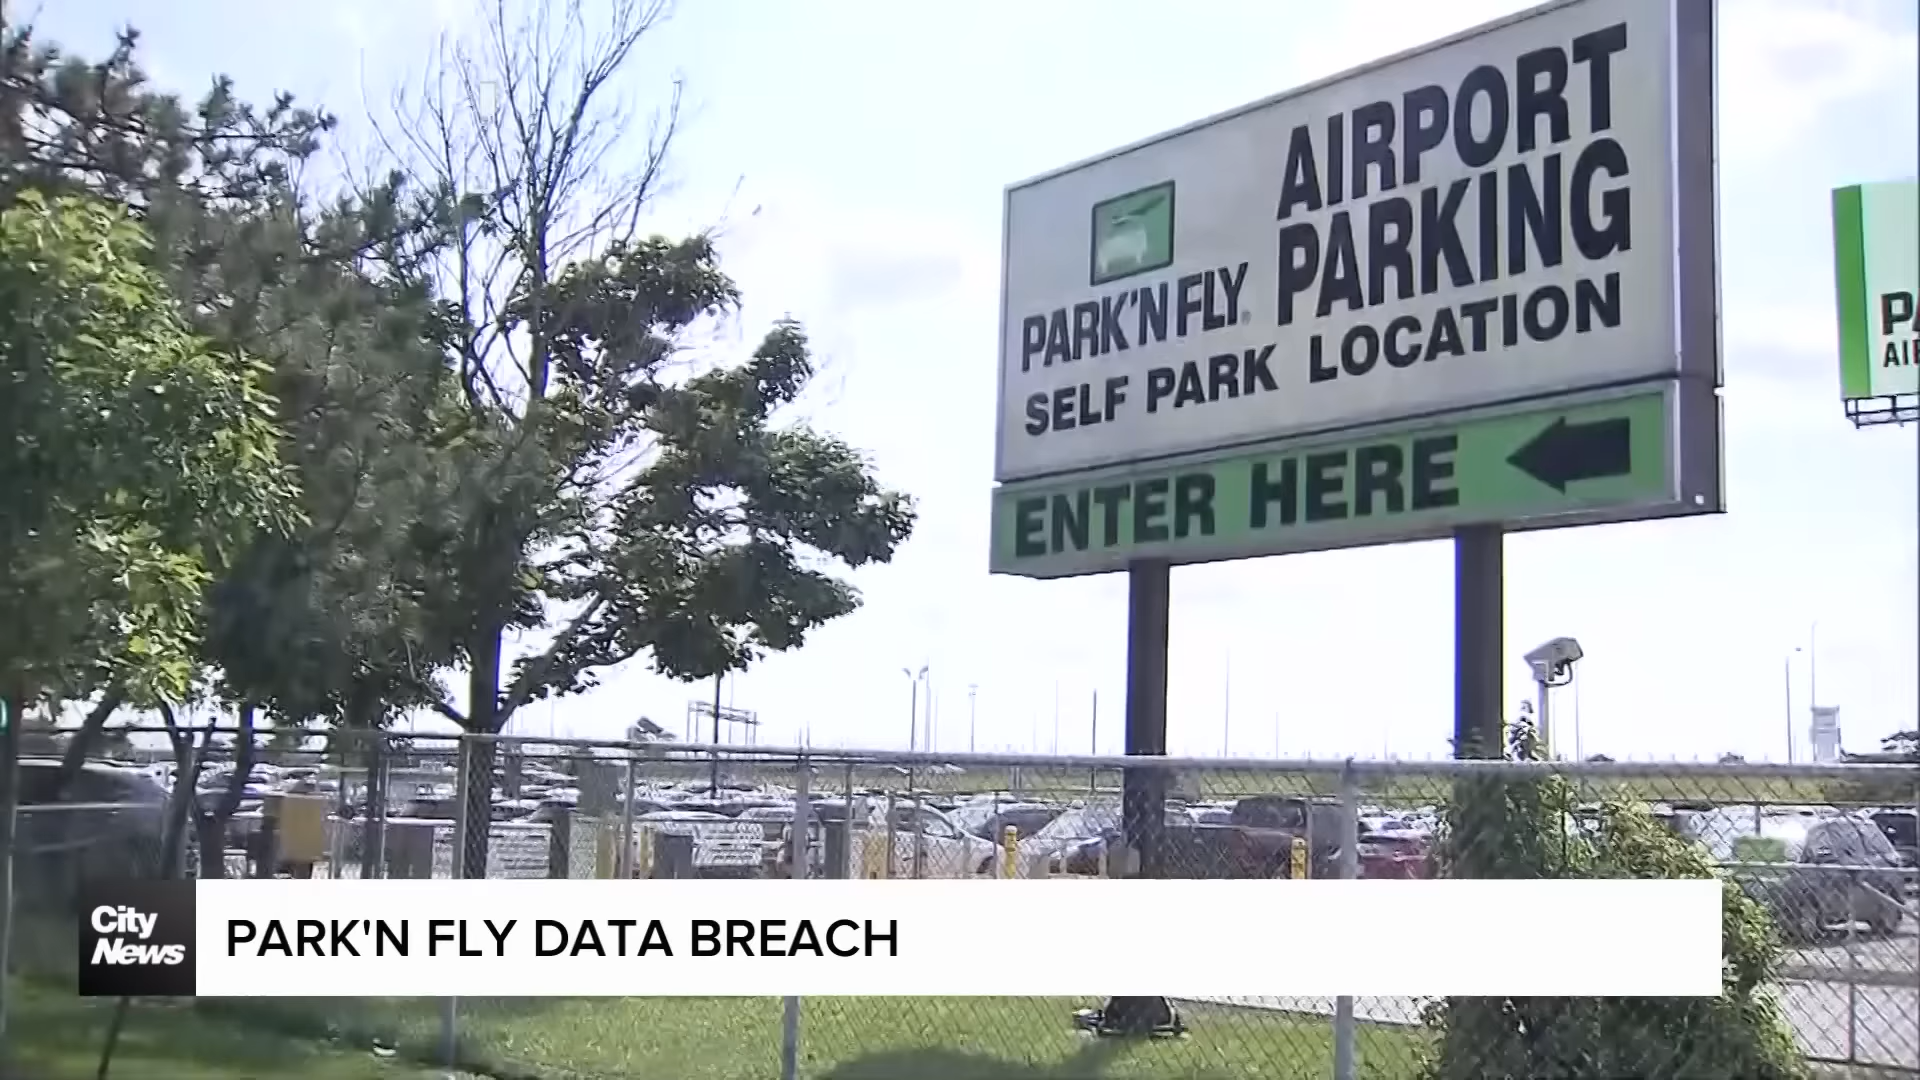 AIRPORT
PARKING
PARK'N FLY®
SELF PARK LOCATION
ENTER HERE
City
News
PARK'N FLY DATA BREACH